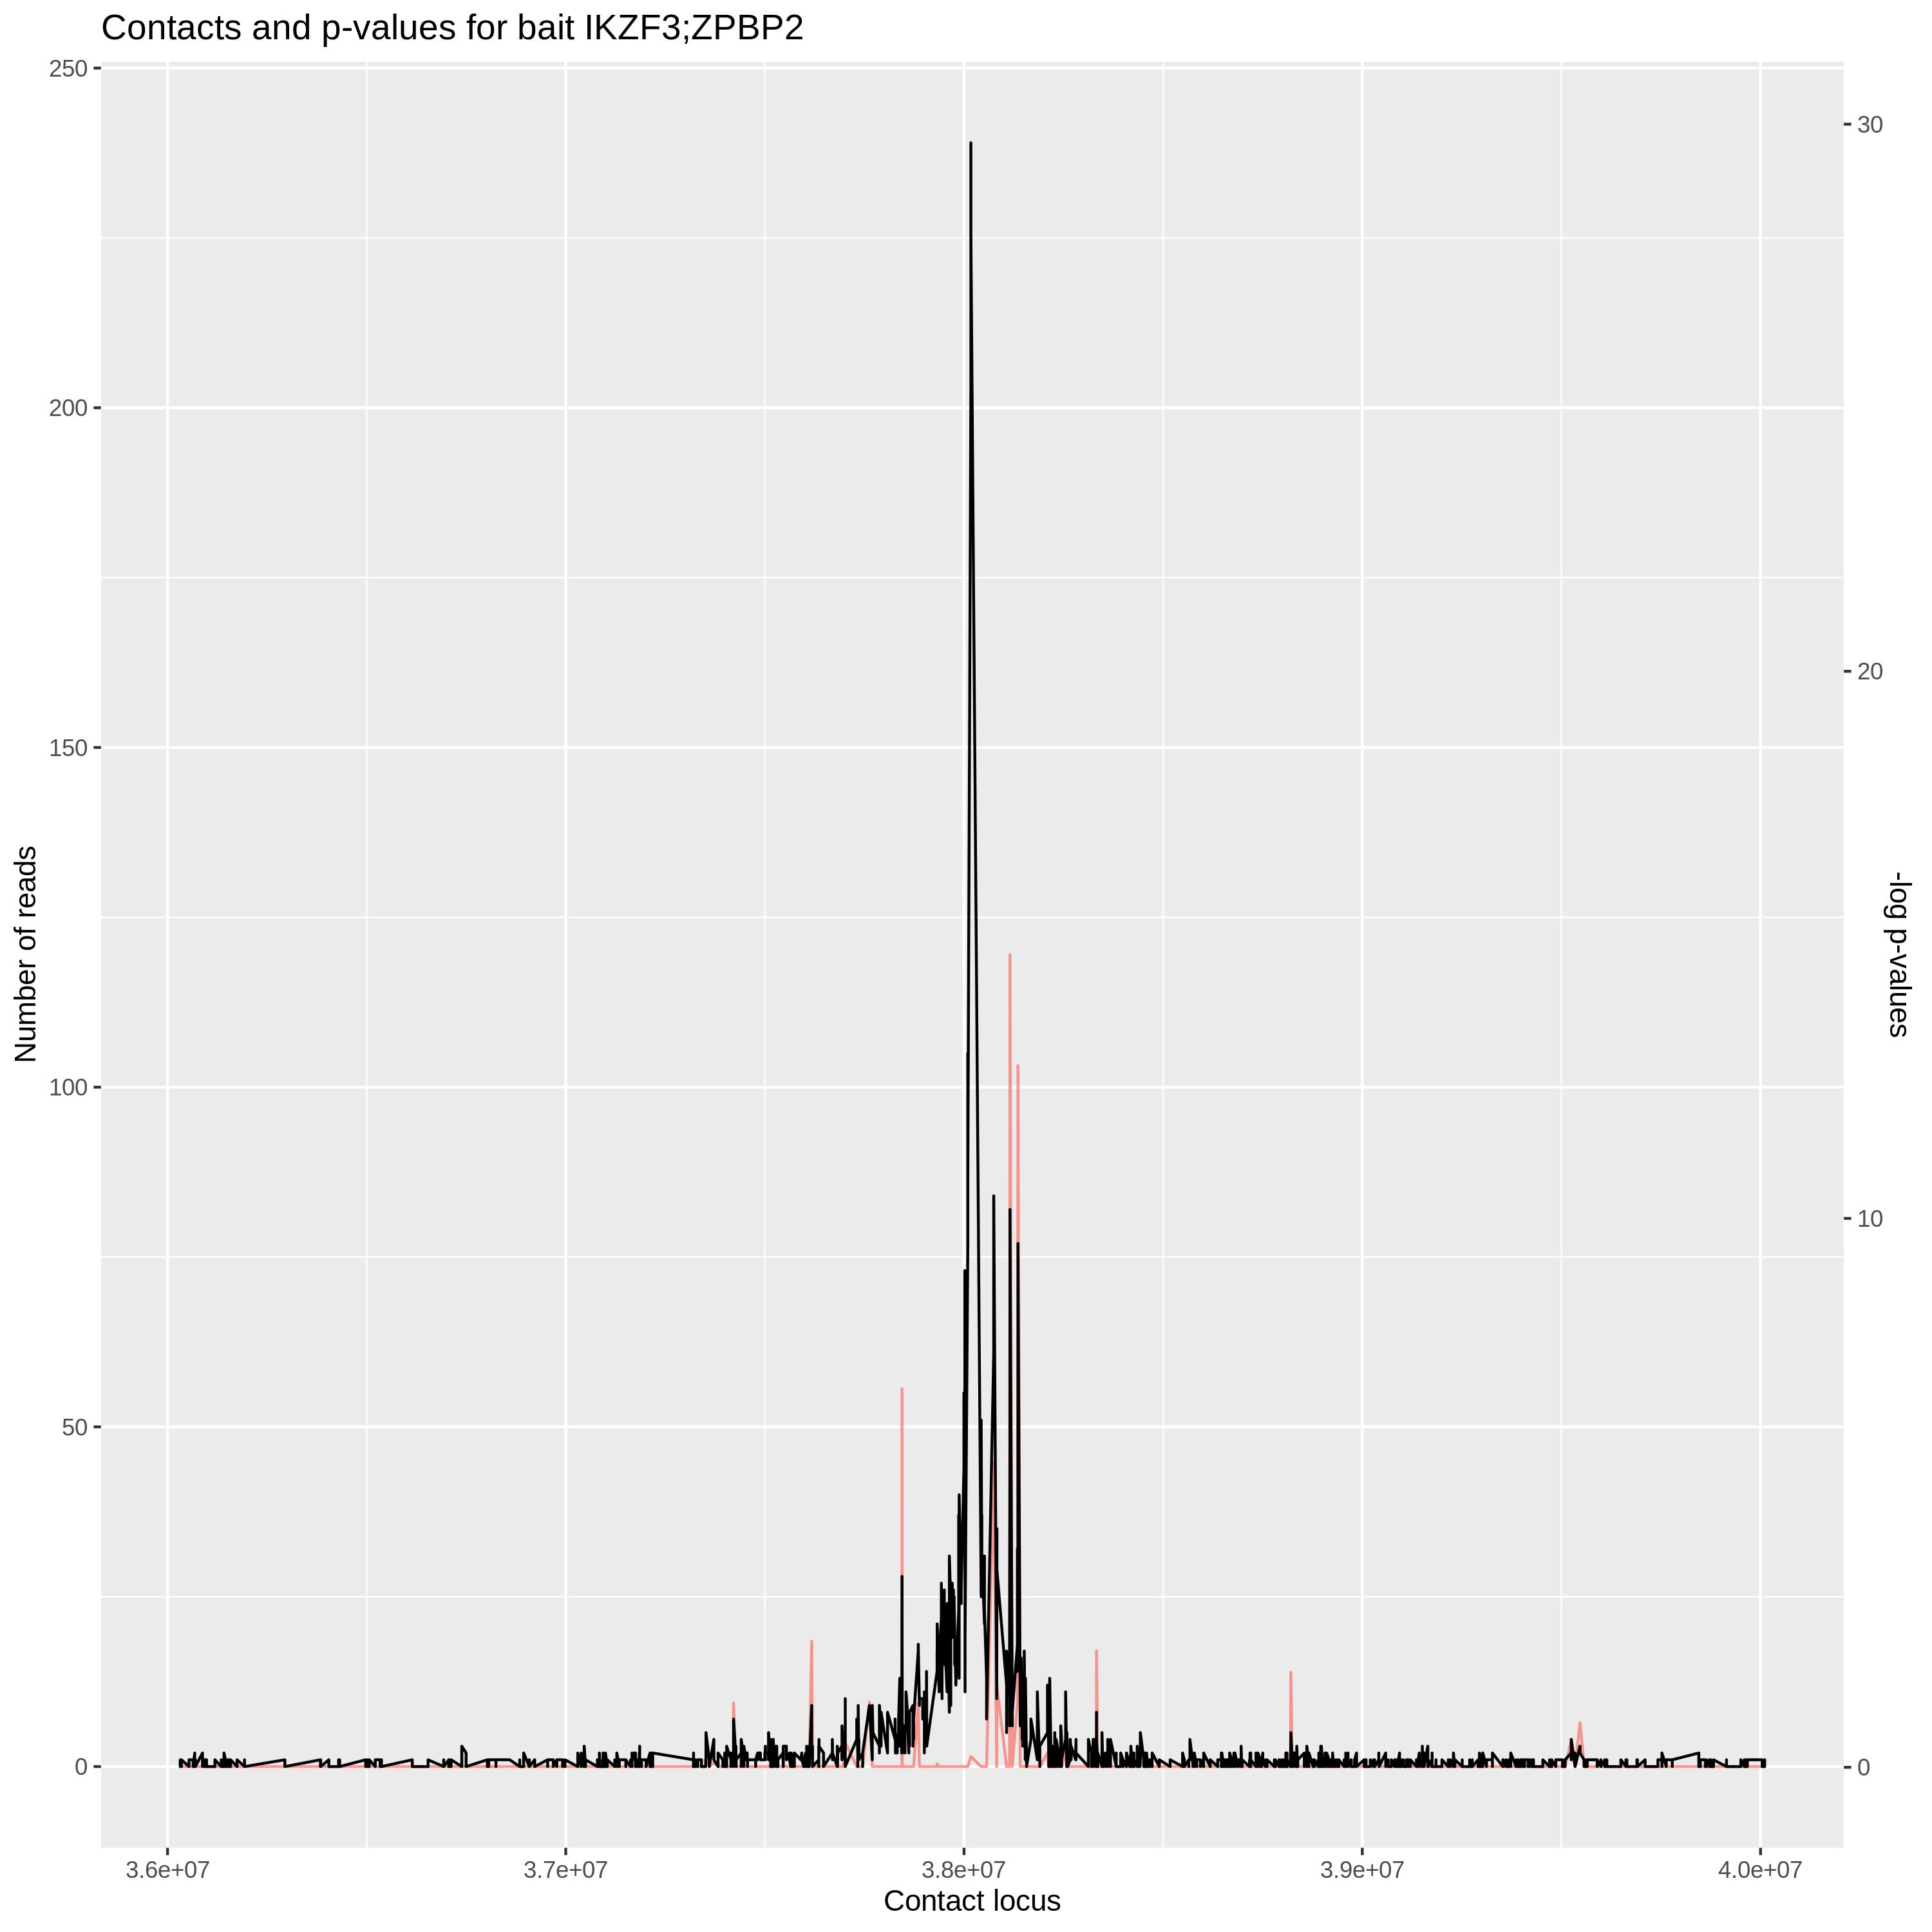 Contacts and p-values for bait IKZF3;ZPBP2
250
200
150
100
50
0
Number of reads
30
20
10
0
-log p-values
3.6e+07
3.7e+07
3.8e+07
3.9e+07
4.0e+07
Contact locus